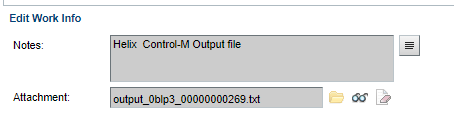 Edit Work Info
Notes:
Helix Control-M Output file
Attachment:
output_0blp3_00000000269.txt